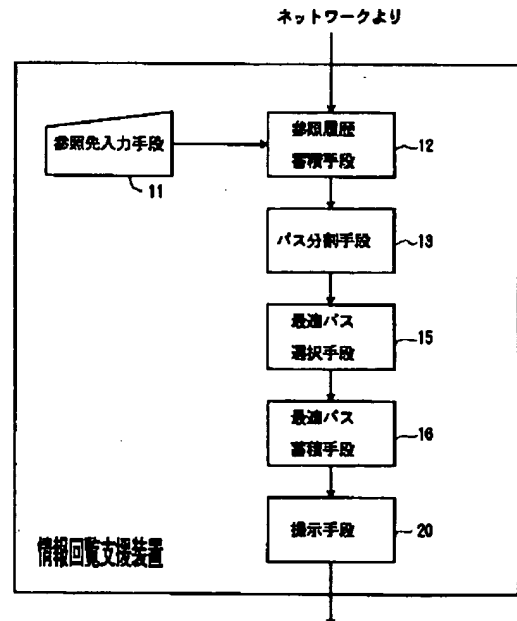 ネットワークより
参照先入力手段
11
参照履歴
蓄積手段
12
パス分割手段
13
最適パス
選択手段
15
最適パス
蓄積手段
16
提示手段
20
情報回覧支援装置